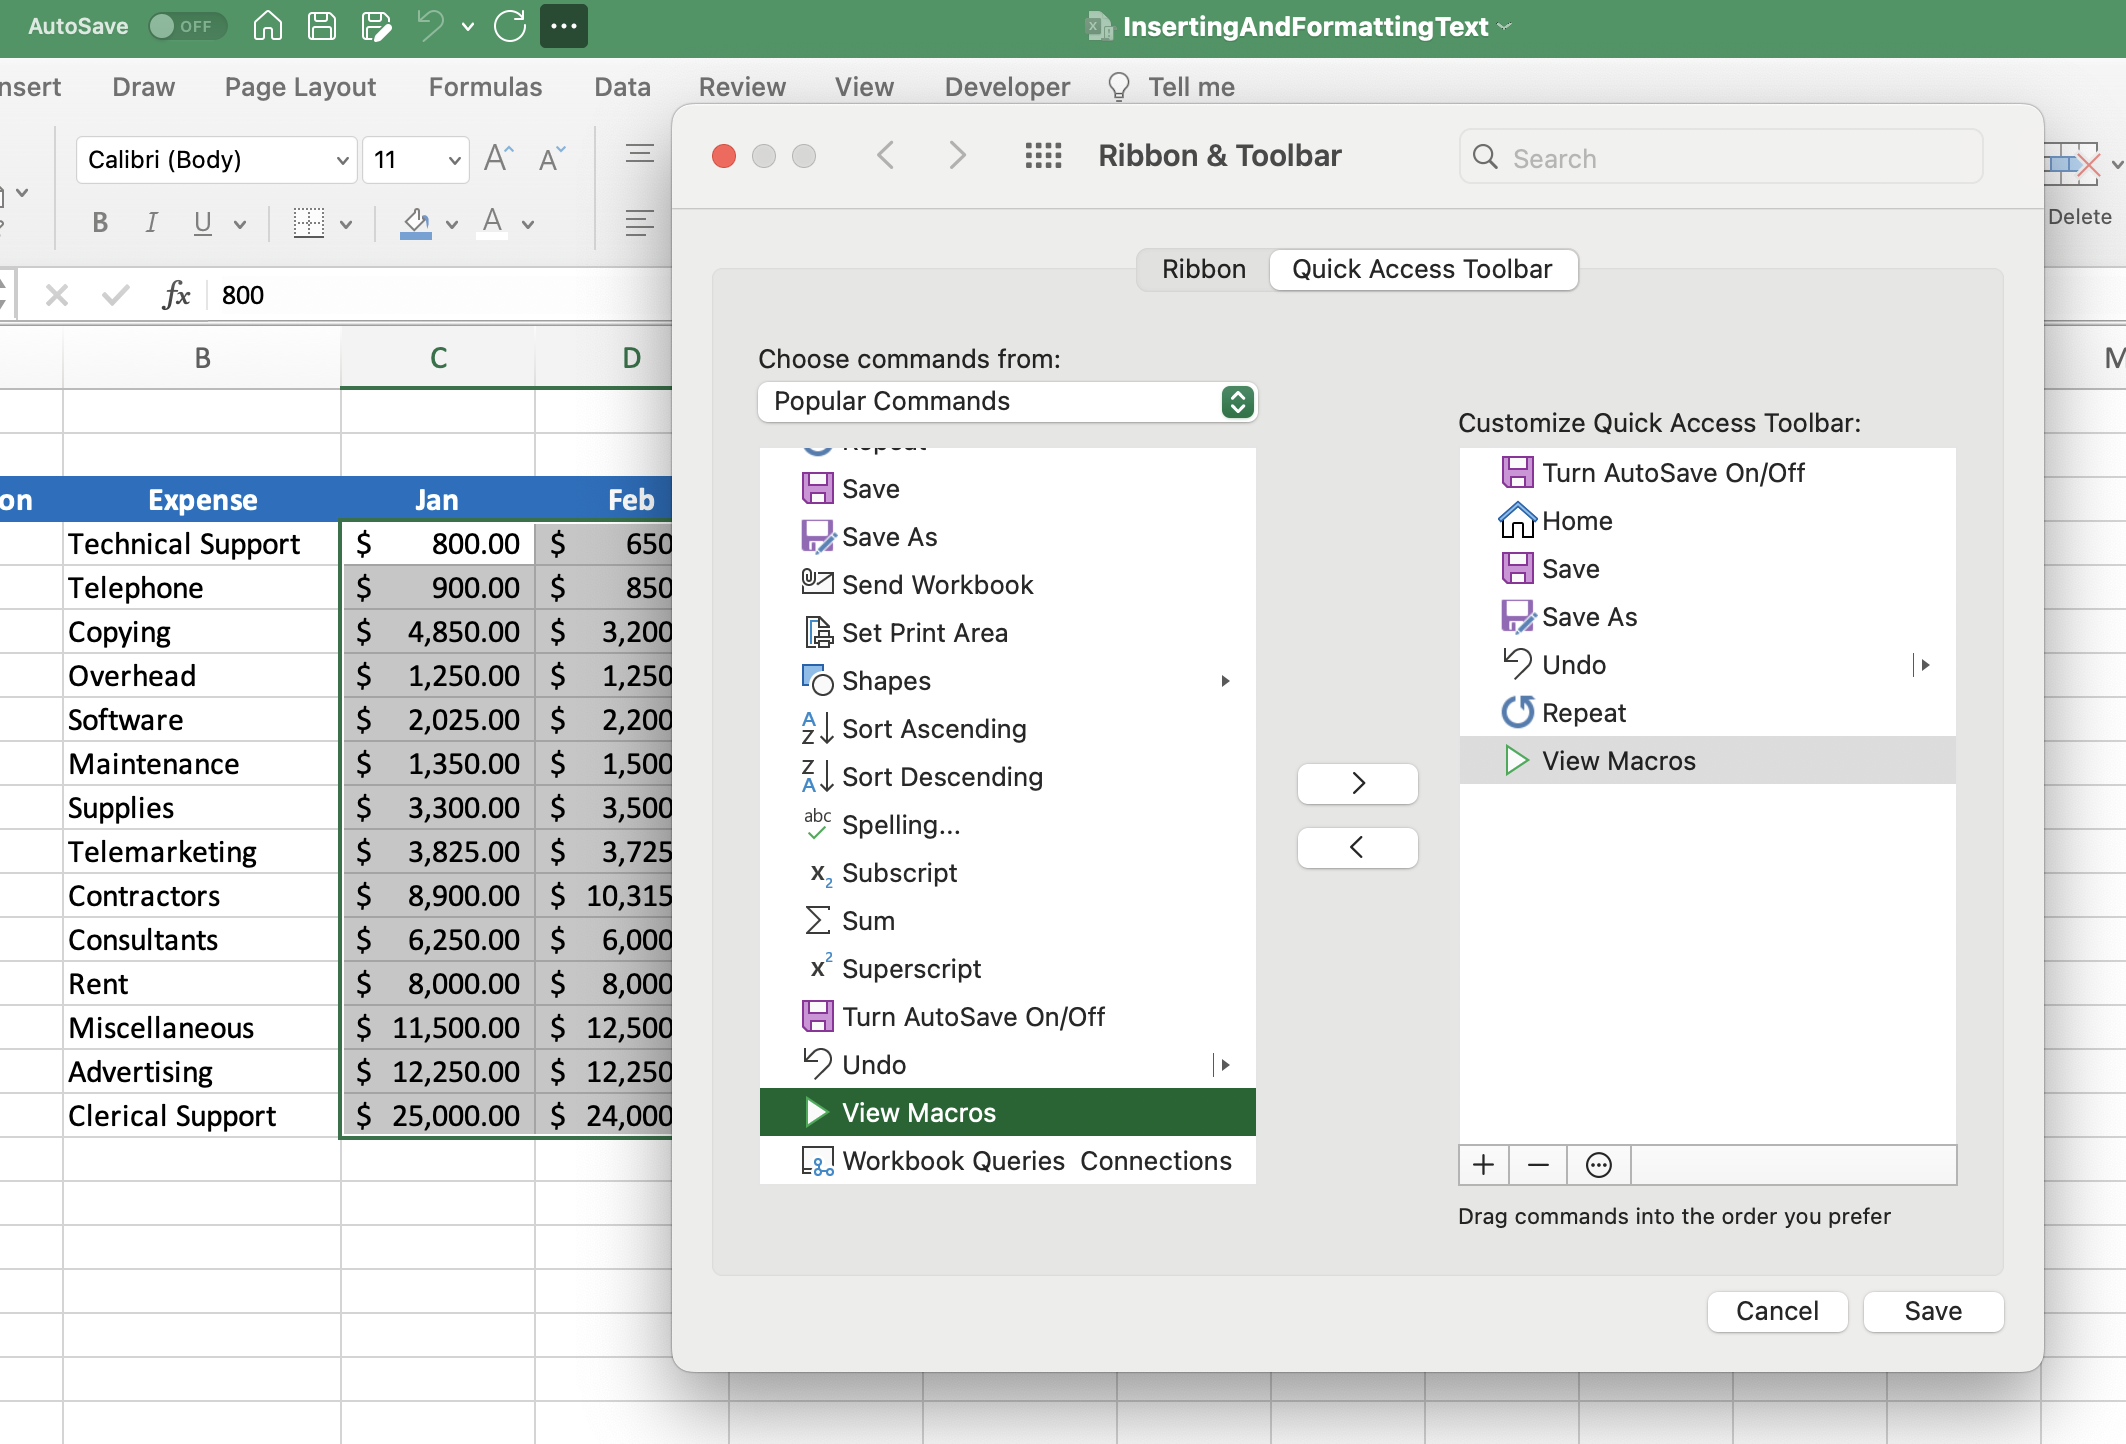 AutoSave OFF InsertingAndFormattingText
nsert Draw Page Layout Formulas Data Review View Developer Tell me
Calibri (Body) 11 A A
B I U A
Delete
fx 800
B C D M
on Expense Jan Feb
Technical Support $ 800.00 $ 650
Telephone $ 900.00 $ 850
Copying $ 4,850.00 $ 3,200
Overhead $ 1,250.00 $ 1,250
Software $ 2,025.00 $ 2,200
Maintenance $ 1,350.00 $ 1,500
Supplies $ 3,300.00 $ 3,500
Telemarketing $ 3,825.00 $ 3,725
Contractors $ 8,900.00 $ 10,315
Consultants $ 6,250.00 $ 6,000
Rent $ 8,000.00 $ 8,000
Miscellaneous $ 11,500.00 $ 12,500
Advertising $ 12,250.00 $ 12,250
Clerical Support $ 25,000.00 $ 24,000
Ribbon & Toolbar
Search
Ribbon Quick Access Toolbar
Choose commands from:
Popular Commands
Repeat
Save
Save As
Send Workbook
Set Print Area
Shapes
Sort Ascending
Sort Descending
abc Spelling...
x2 Subscript
Sum
x2 Superscript
Turn AutoSave On/Off
Undo
View Macros
Workbook Queries Connections
>
<
Customize Quick Access Toolbar:
Turn AutoSave On/Off
Home
Save
Save As
Undo
Repeat
View Macros
Drag commands into the order you prefer
Cancel Save